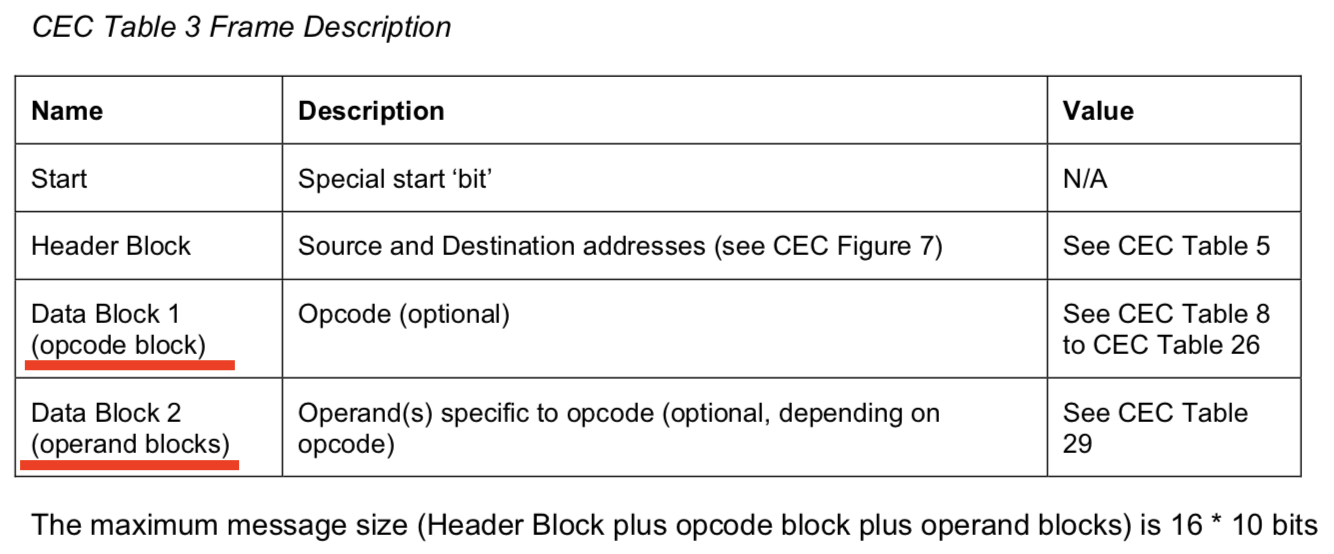 CEC Table 3 Frame Description
Name Description Value
Start Special start ‘bit’ N/A
Header Block Source and Destination addresses (see CEC Figure 7) See CEC Table 5
Data Block 1 Opcode (optional) See CEC Table 8
(opcode block) to CEC Table 26
Data Block 2 Operand(s) specific to opcode (optional, depending on See CEC Table
(operand blocks) opcode) 29
The maximum message size (Header Block plus opcode block plus operand blocks) is 16 * 10 bits